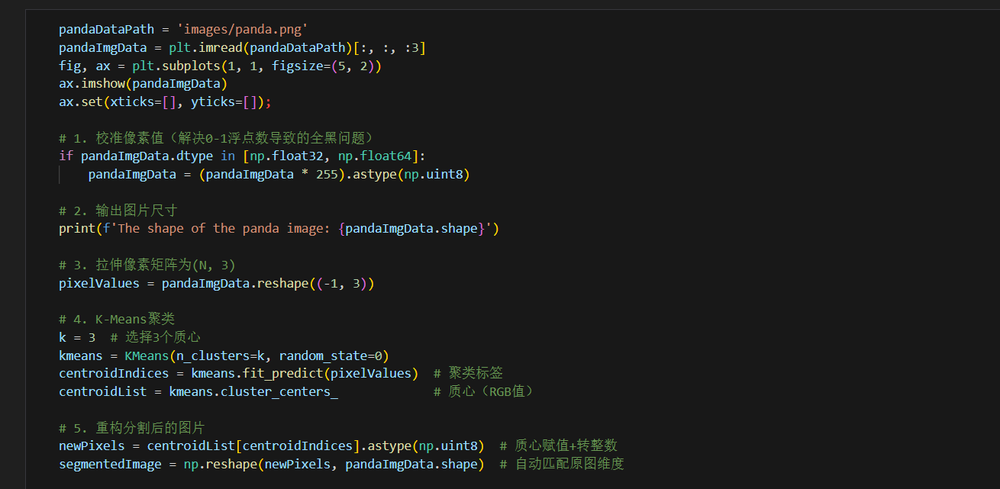 pandaDataPath = 'images/panda.png'
pandaImgData = plt.imread(pandaDataPath)[:, :, :3]
fig, ax = plt.subplots(1, 1, figsize=(5, 2))
ax.imshow(pandaImgData)
ax.set(xticks=[], yticks=[]);
# 1. 校准像素值（解决0-1浮点数导致的全黑问题）
if pandaImgData.dtype in [np.float32, np.float64]:
    pandaImgData = (pandaImgData * 255).astype(np.uint8)
# 2. 输出图片尺寸
print(f'The shape of the panda image: {pandaImgData.shape}')
# 3. 拉伸像素矩阵为(N, 3)
pixelValues = pandaImgData.reshape((-1, 3))
# 4. K-Means聚类
k = 3  # 选择3个质心
kmeans = KMeans(n_clusters=k, random_state=0)
centroidIndices = kmeans.fit_predict(pixelValues)  # 聚类标签
centroidList = kmeans.cluster_centers_             # 质心（RGB值）
# 5. 重构分割后的图片
newPixels = centroidList[centroidIndices].astype(np.uint8)  # 质心赋值+转整数
segmentedImage = np.reshape(newPixels, pandaImgData.shape)  # 自动匹配原图维度